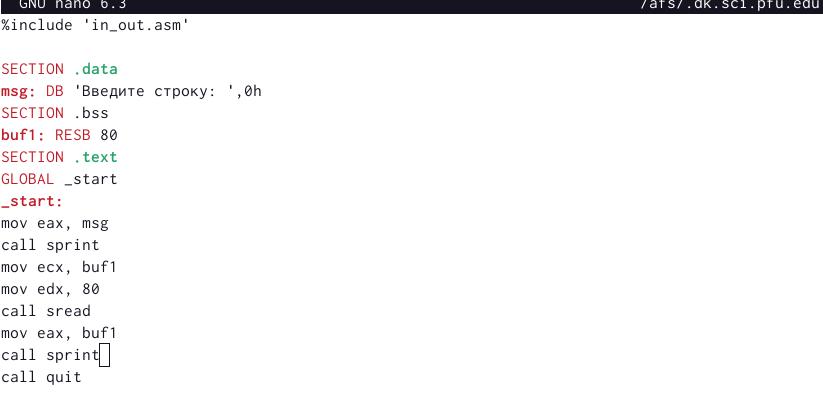 GNU nano 6.3 /afs/.dk.sci.pfu.edu
%include 'in_out.asm'
SECTION .data
msg: DB 'Введите строку: ',0h
SECTION .bss
buf1: RESB 80
SECTION .text
GLOBAL _start
_start:
mov eax, msg
call sprint
mov ecx, buf1
mov edx, 80
call sread
mov eax, buf1
call sprint
call quit